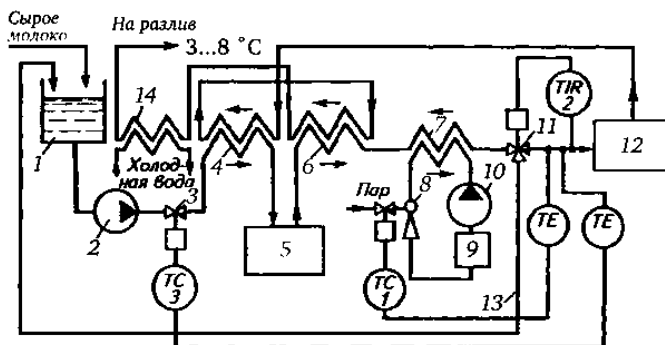 Сырое
молоко
На разлив
3...8 °C
14
7
TIR
2
11
12
1
4
6
Холод-
ная вода
3
Пар
8
10
2
5
9
TE
TE
TC
3
TC
1
13